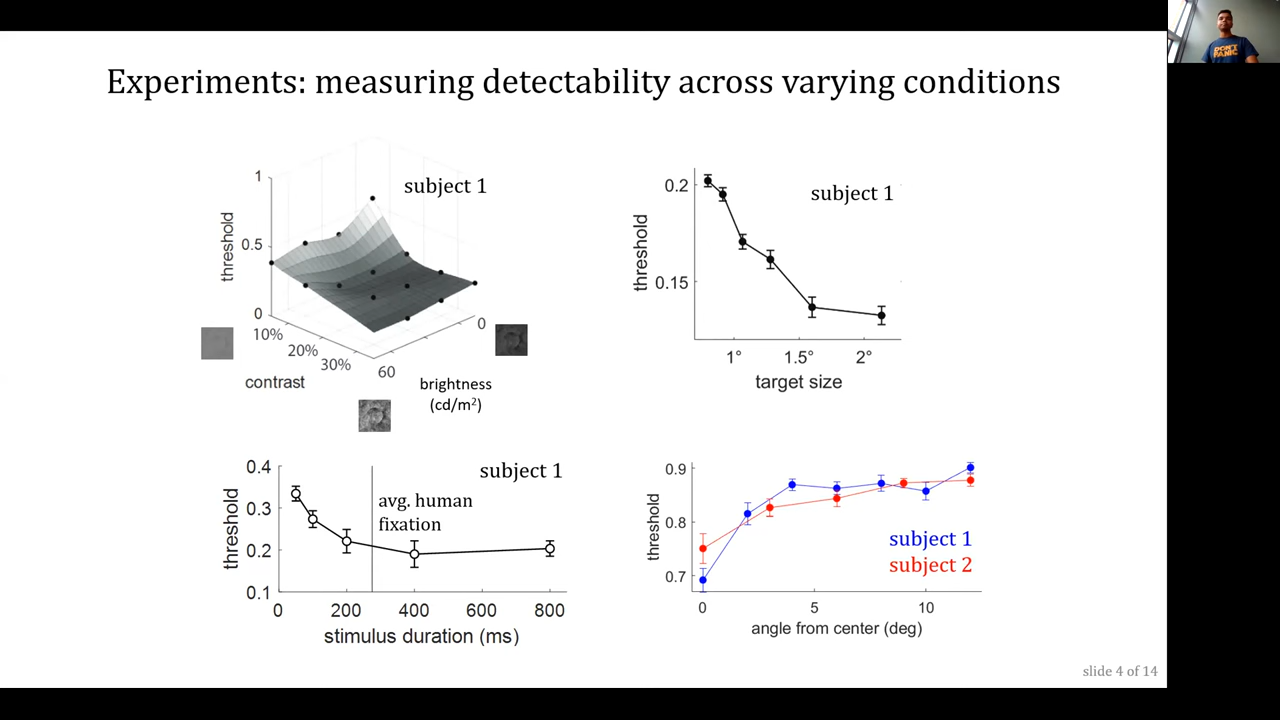 Experiments: measuring detectability across varying conditions
DON'T
PANIC
subject 1
1
0.5
0
threshold
10%
20%
30%
contrast
0
60
brightness
(cd/m²)
subject 1
0.2
0.15
threshold
1° 1.5° 2°
target size
subject 1
avg. human
fixation
0.4
0.3
0.2
0.1
threshold
0 200 400 600 800
stimulus duration (ms)
0.9
0.8
0.7
threshold
subject 1
subject 2
0 5 10
angle from center (deg)
slide 4 of 14